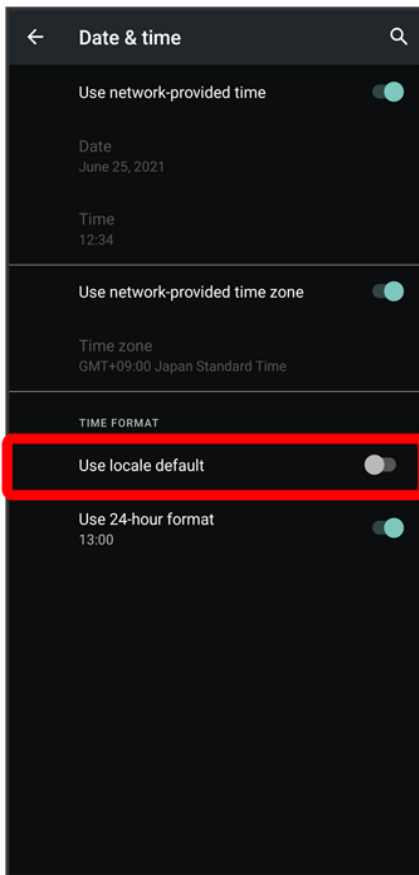 Date & time
Use network-provided time
Date
June 25, 2021
Time
12:34
Use network-provided time zone
Time zone
GMT+09:00 Japan Standard Time
TIME FORMAT
Use locale default
Use 24-hour format
13:00